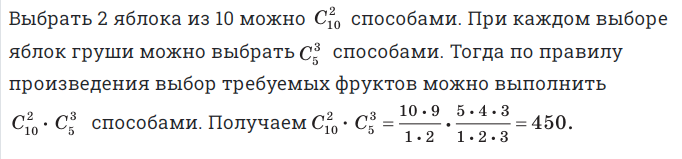 Выбрать 2 яблока из 10 можно $C_{10}^{2}$ способами. При каждом выборе
яблок груши можно выбрать $C_{5}^{3}$ способами. Тогда по правилу
произведения выбор требуемых фруктов можно выполнить
$C_{10}^{2} \cdot C_{5}^{3}$ способами. Получаем $C_{10}^{2} \cdot C_{5}^{3} = \frac{10 \cdot 9}{1 \cdot 2} \cdot \frac{5 \cdot 4 \cdot 3}{1 \cdot 2 \cdot 3} = 450.$